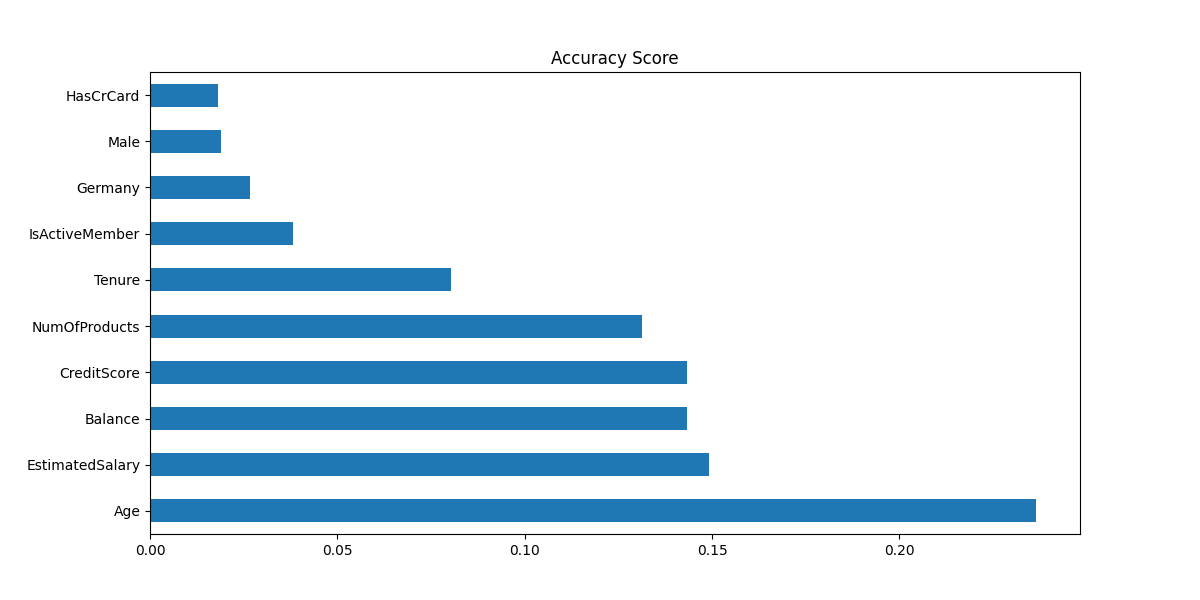 Accuracy Score
HasCrCard
Male
Germany
IsActiveMember
Tenure
NumOfProducts
CreditScore
Balance
EstimatedSalary
Age
0.00 0.05 0.10 0.15 0.20